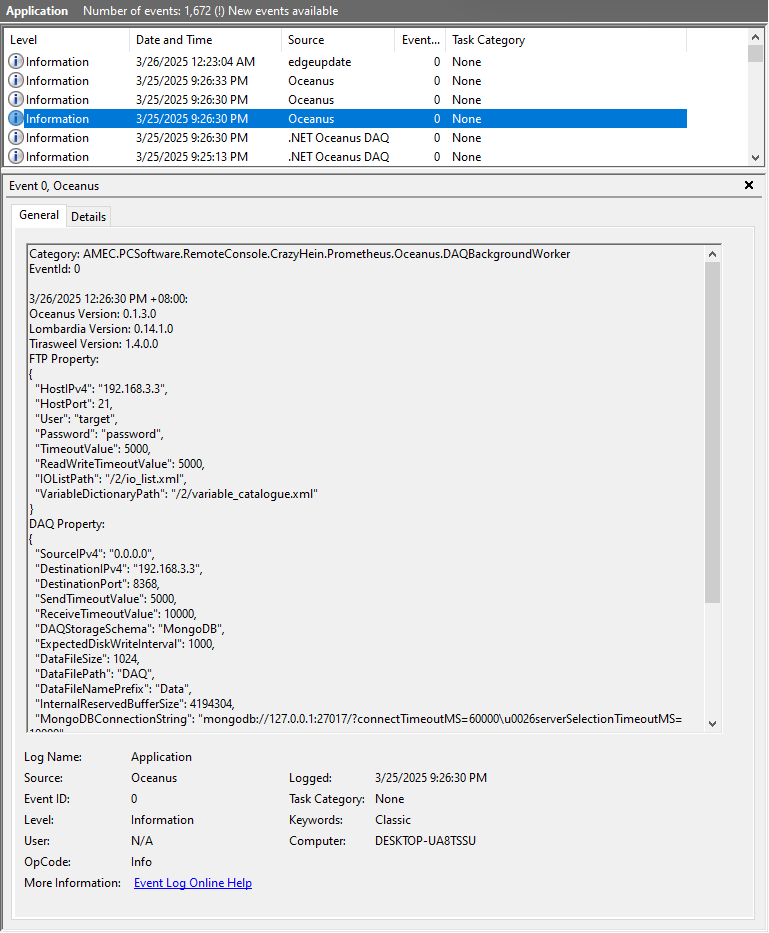 Application Number of events: 1,672 (!) New events available
Level Date and Time Source Event... Task Category
Information 3/26/2025 12:23:04 AM edgeupdate 0 None
Information 3/25/2025 9:26:33 PM Oceanus 0 None
Information 3/25/2025 9:26:30 PM Oceanus 0 None
Information 3/25/2025 9:26:30 PM Oceanus 0 None
Information 3/25/2025 9:26:30 PM .NET Oceanus DAQ 0 None
Information 3/25/2025 9:25:13 PM .NET Oceanus DAQ 0 None
Event 0, Oceanus
General Details
Category: AMEC.PCSoftware.RemoteConsole.CrazyHein.Prometheus.Oceanus.DAQBackgroundWorker
EventId: 0
3/26/2025 12:26:30 PM +08:00:
Oceanus Version: 0.1.3.0
Lombardia Version: 0.14.1.0
Tirasweel Version: 1.4.0.0
FTP Property:
{
"HostIPv4": "192.168.3.3",
"HostPort": 21,
"User": "target",
"Password": "password",
"TimeoutValue": 5000,
"ReadWriteTimeoutValue": 5000,
"IOListPath": "/2/io_list.xml",
"VariableDictionaryPath": "/2/variable_catalogue.xml"
}
DAQ Property:
{
"SourceIPv4": "0.0.0.0",
"DestinationIPv4": "192.168.3.3",
"DestinationPort": 8368,
"SendTimeoutValue": 5000,
"ReceiveTimeoutValue": 10000,
"DAQStorageSchema": "MongoDB",
"ExpectedDiskWriteInterval": 1000,
"DataFileSize": 1024,
"DataFilePath": "DAQ",
"DataFileNamePrefix": "Data",
"InternalReservedBufferSize": 4194304,
"MongoDBConnectionString": "mongodb://127.0.0.1:27017/?connectTimeoutMS=60000\u0026serverSelectionTimeoutMS=
Log Name: Application
Source: Oceanus Logged: 3/25/2025 9:26:30 PM
Event ID: 0 Task Category: None
Level: Information Keywords: Classic
User: N/A Computer: DESKTOP-UA8TSSU
OpCode: Info
More Information: Event Log Online Help